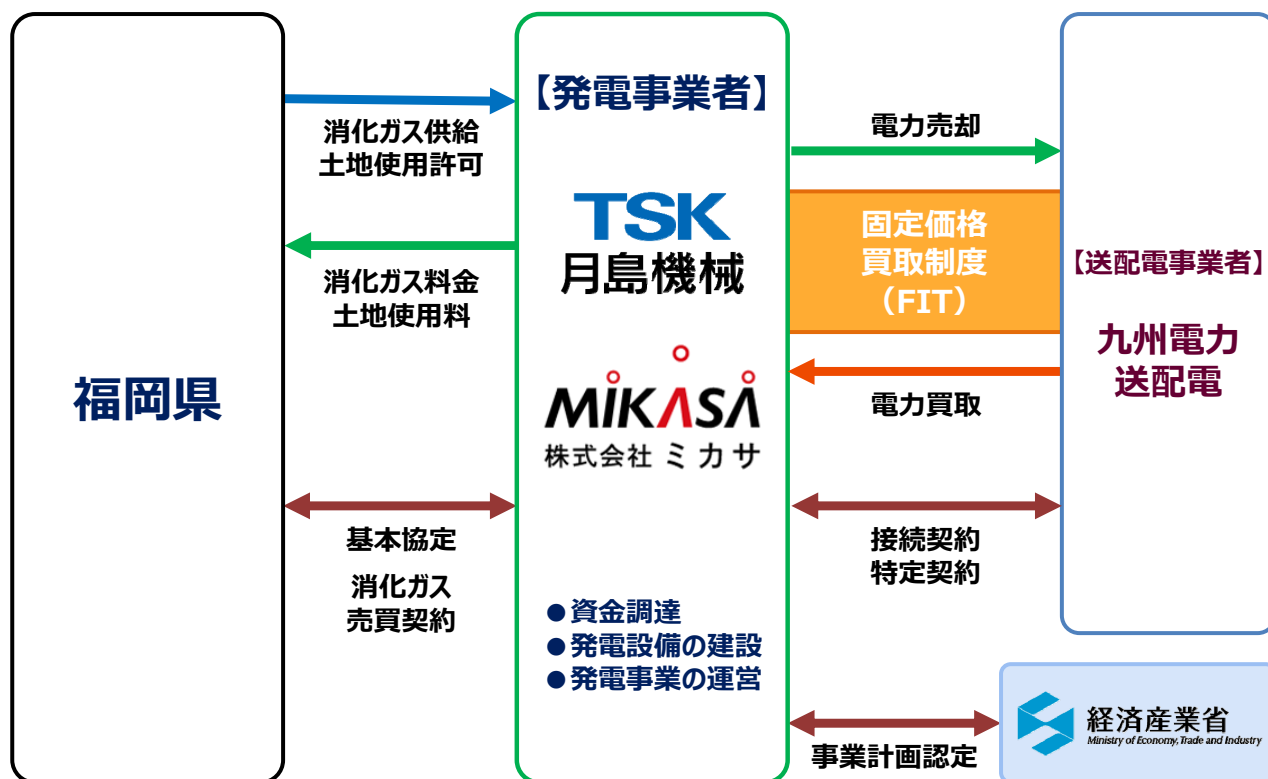 福岡県
消化ガス供給
土地使用許可
消化ガス料金
土地使用料
基本協定
消化ガス
売買契約
【発電事業者】
TSK
月島機械
MIKASA
株式会社ミカサ
●資金調達
●発電設備の建設
●発電事業の運営
電力売却
固定価格
買取制度
（FIT）
電力買取
接続契約
特定契約
事業計画認定
【送配電事業者】
九州電力
送配電
経済産業省
Ministry of Economy, Trade and Industry